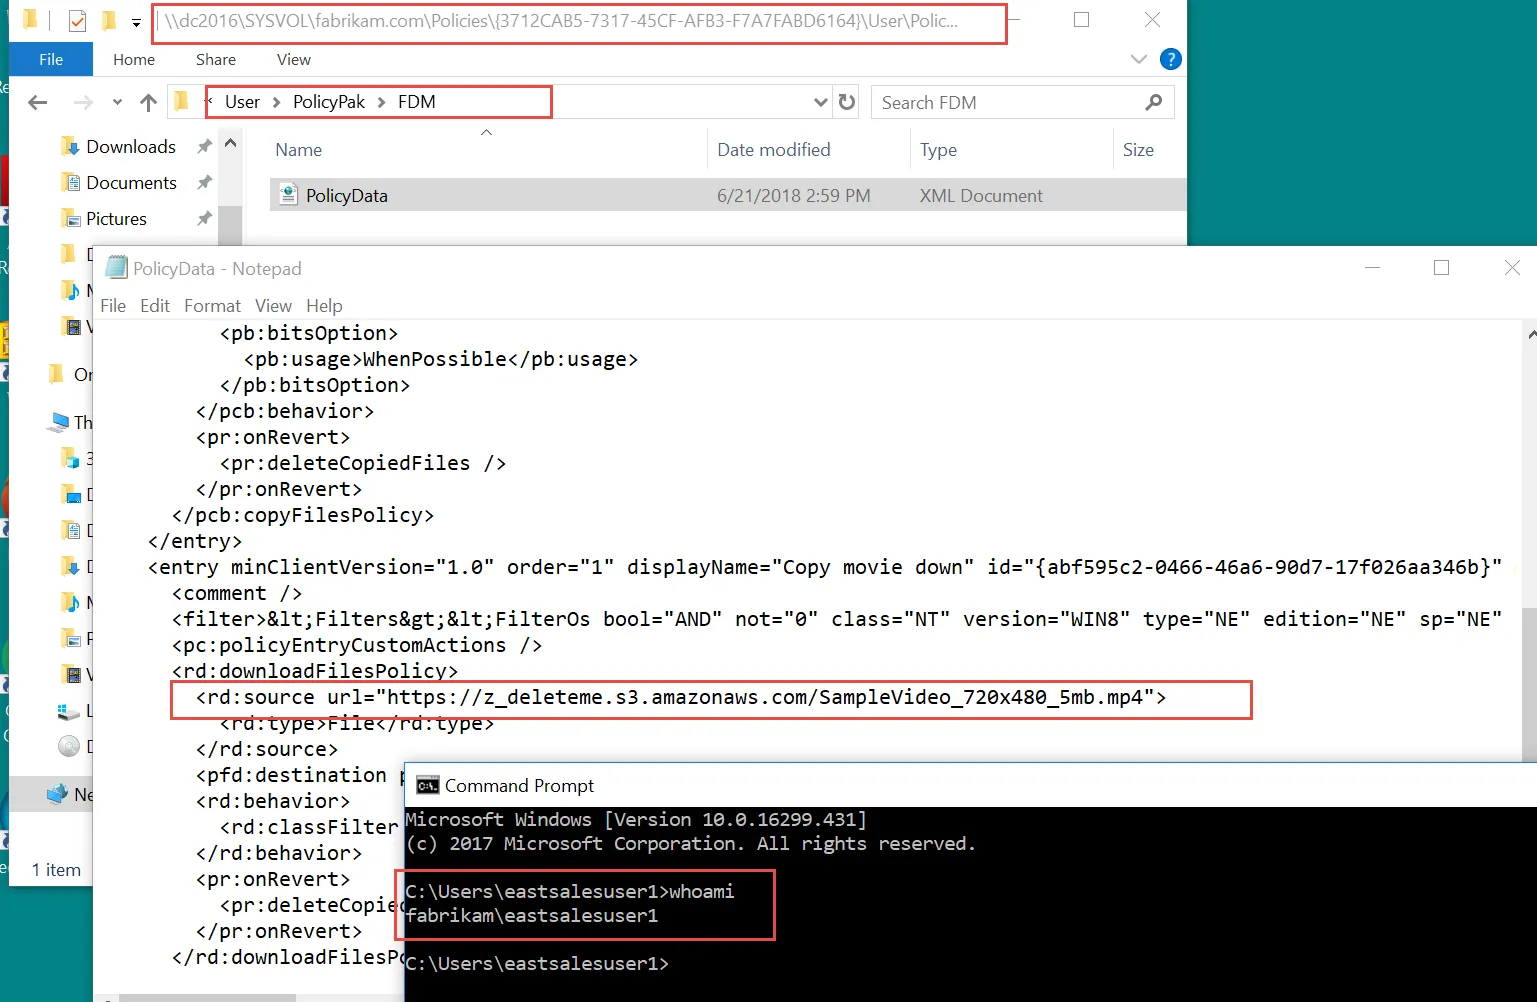 \\dc2016\SYSVOL\fabrikam.com\Policies\{3712CAB5-7317-45CF-AFB3-F7A7FABD6164}\User\Polic...
File Home Share View
User PolicyPak FDM Search FDM
Name Date modified Type Size
Downloads
Documents
Pictures
PolicyData 6/21/2018 2:59 PM XML Document
1 item
PolicyData - Notepad
File Edit Format View Help
<pb:bitsOption>
<pb:usage>WhenPossible</pb:usage>
</pb:bitsOption>
</pcb:behavior>
<pr:onRevert>
<pr:deleteCopiedFiles />
</pr:onRevert>
</pcb:copyFilesPolicy>
</entry>
<entry minClientVersion="1.0" order="1" displayName="Copy movie down" id="{abf595c2-0466-46a6-90d7-17f026aa346b}"
<comment />
<filter>&lt;Filters&gt;&lt;FilterOs bool="AND" not="0" class="NT" version="WIN8" type="NE" edition="NE" sp="NE"
<pc:policyEntryCustomActions />
<rd:downloadFilesPolicy>
<rd:source url="https://z_deleteme.s3.amazonaws.com/SampleVideo_720x480_5mb.mp4">
<rd:type>File</rd:type>
</rd:source>
<pfd:destination
<rd:behavior>
<rd:classFilter
</rd:behavior>
<pr:onRevert>
<pr:deleteCopied
</pr:onRevert>
</rd:downloadFilesPo
Command Prompt
Microsoft Windows [Version 10.0.16299.431]
(c) 2017 Microsoft Corporation. All rights reserved.
C:\Users\eastsalesuser1>whoami
fabrikam\eastsalesuser1
C:\Users\eastsalesuser1>